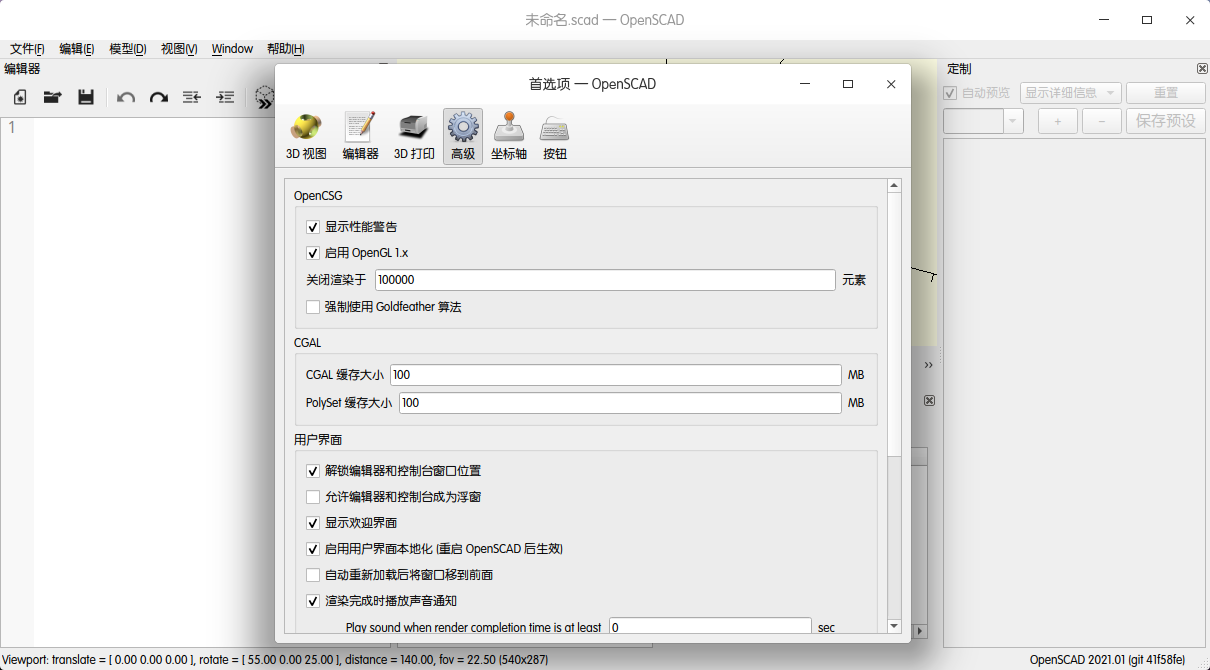 未命名.scad — OpenSCAD
文件(F) 编辑(E) 模型(D) 视图(V) Window 帮助(H)
编辑器
1
首选项 — OpenSCAD
3D 视图 编辑器 3D 打印 高级 坐标轴 按钮
OpenCSG
显示性能警告
启用 OpenGL 1.x
关闭渲染于 100000 元素
强制使用 Goldfeather 算法
CGAL
CGAL 缓存大小 100 MB
PolySet 缓存大小 100 MB
用户界面
解锁编辑器和控制台窗口位置
允许编辑器和控制台成为浮窗
显示欢迎界面
启用用户界面本地化 (重启 OpenSCAD 后生效)
自动重新加载后将窗口移到前面
渲染完成时播放声音通知
Play sound when render completion time is at least 0 sec
定制
自动预览 显示详细信息 重置
+ − 保存预设
Viewport: translate = [ 0.00 0.00 0.00 ], rotate = [ 55.00 0.00 25.00 ], distance = 140.00, fov = 22.50 (540x287)
OpenSCAD 2021.01 (git 41f58fe)